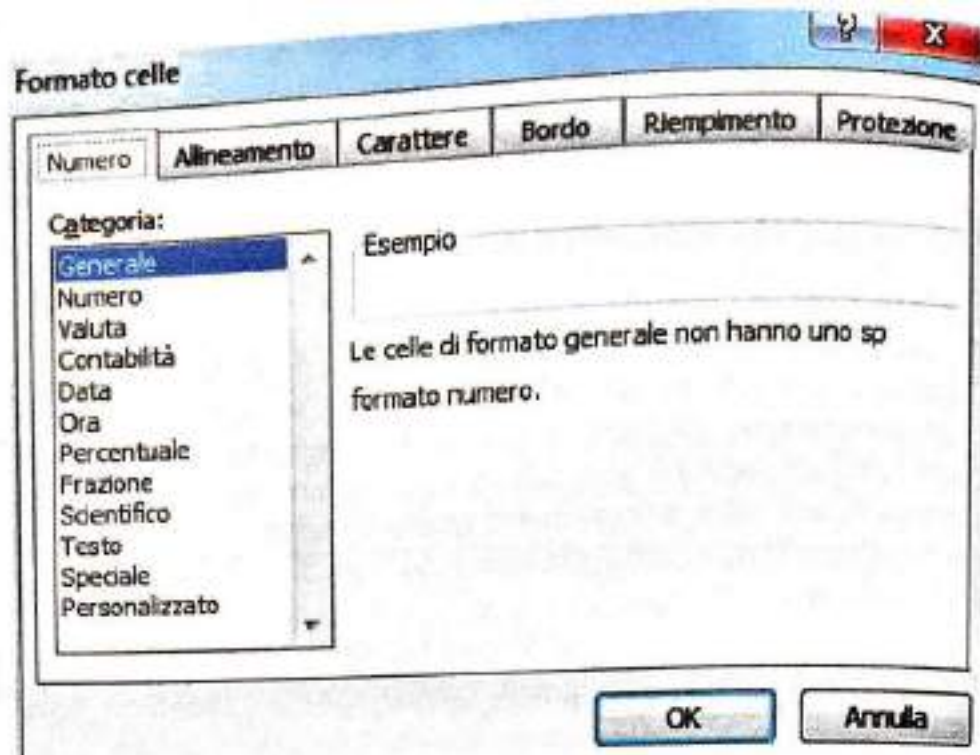 Formato celle
Numero Allineamento Carattere Bordo Riempimento Protezione
Categoria:
Generale
Numero
Valuta
Contabilità
Data
Ora
Percentuale
Frazione
Scientifico
Testo
Speciale
Personalizzato
Esempio
Le celle di formato generale non hanno uno sp
formato numero.
OK Annulla